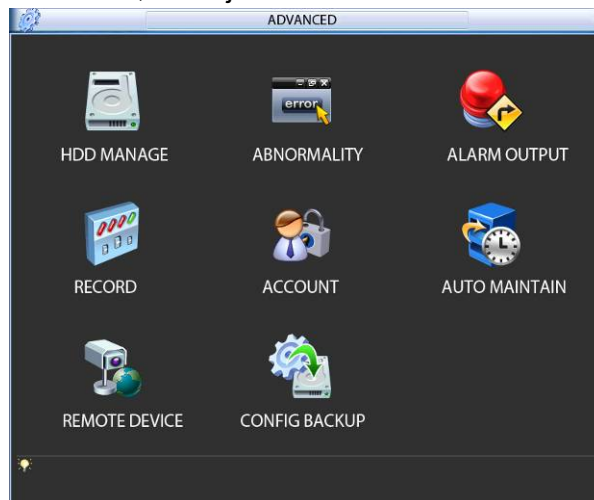 ADVANCED
error
HDD MANAGE ABNORMALITY ALARM OUTPUT
RECORD ACCOUNT AUTO MAINTAIN
REMOTE DEVICE CONFIG BACKUP